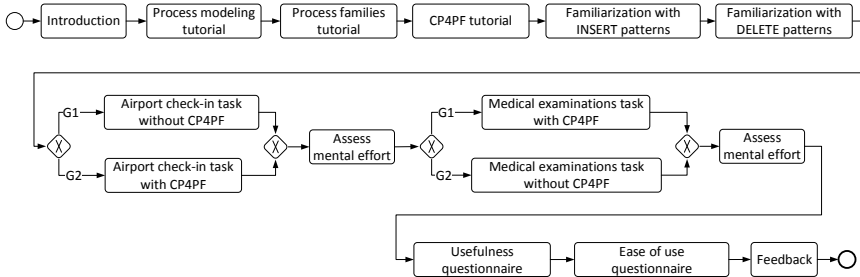 Introduction
Process modeling
tutorial
Process families
tutorial
CP4PF tutorial
Familiarization with
INSERT patterns
Familiarization with
DELETE patterns
G1
Airport check-in task
without CP4PF
X
G2
Airport check-in task
with CP4PF
X
Assess
mental effort
X
G1
Medical examinations task
with CP4PF
G2
Medical examinations task
without CP4PF
X
Assess
mental effort
Usefulness
questionnaire
Ease of use
questionnaire
Feedback